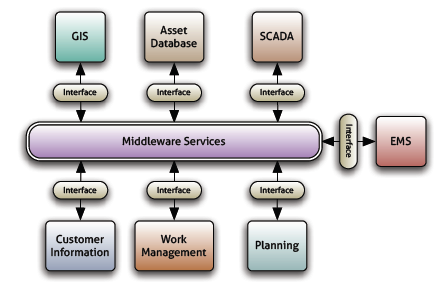 GIS
Asset
Database
SCADA
Interface
Interface
Interface
Middleware Services
Interface
EMS
Interface
Interface
Interface
Customer
Information
Work
Management
Planning